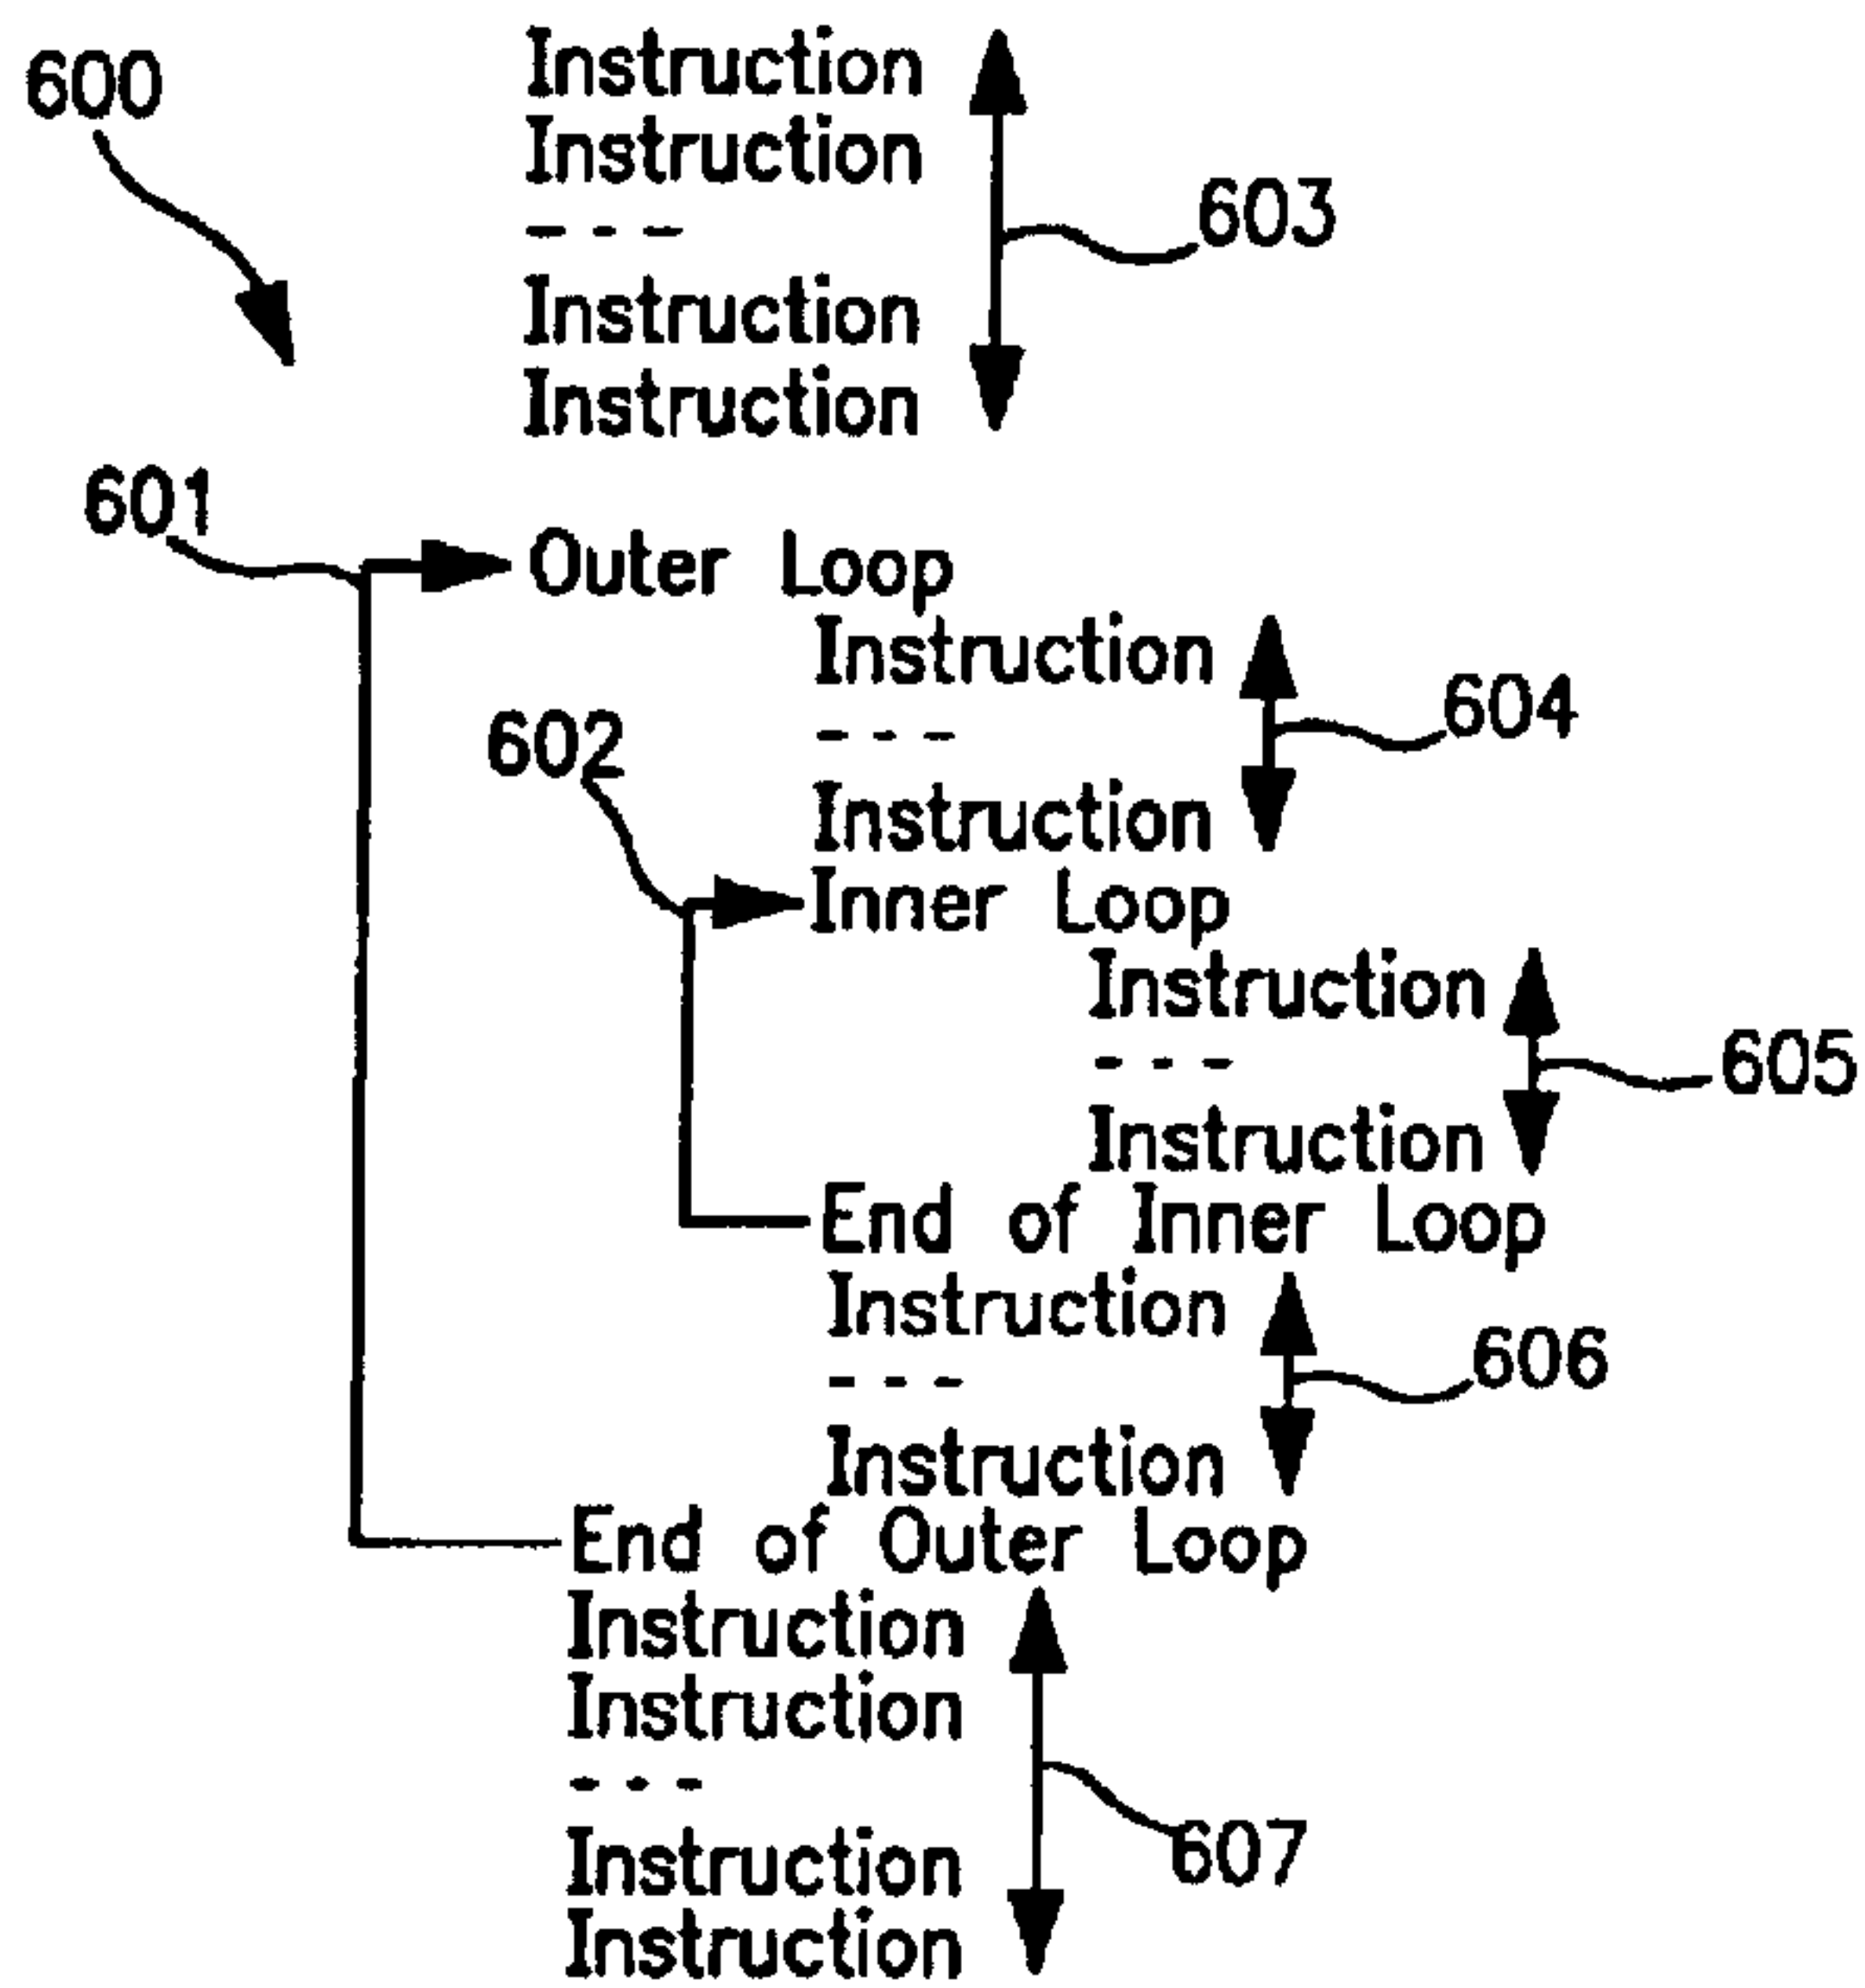 600
Instruction
Instruction
- - -
603
Instruction
Instruction
601
Outer Loop
Instruction
604
- - -
602
Instruction
Inner Loop
Instruction
- - -
605
Instruction
End of Inner Loop
Instruction
- - -
606
Instruction
End of Outer Loop
Instruction
Instruction
- - -
607
Instruction
Instruction